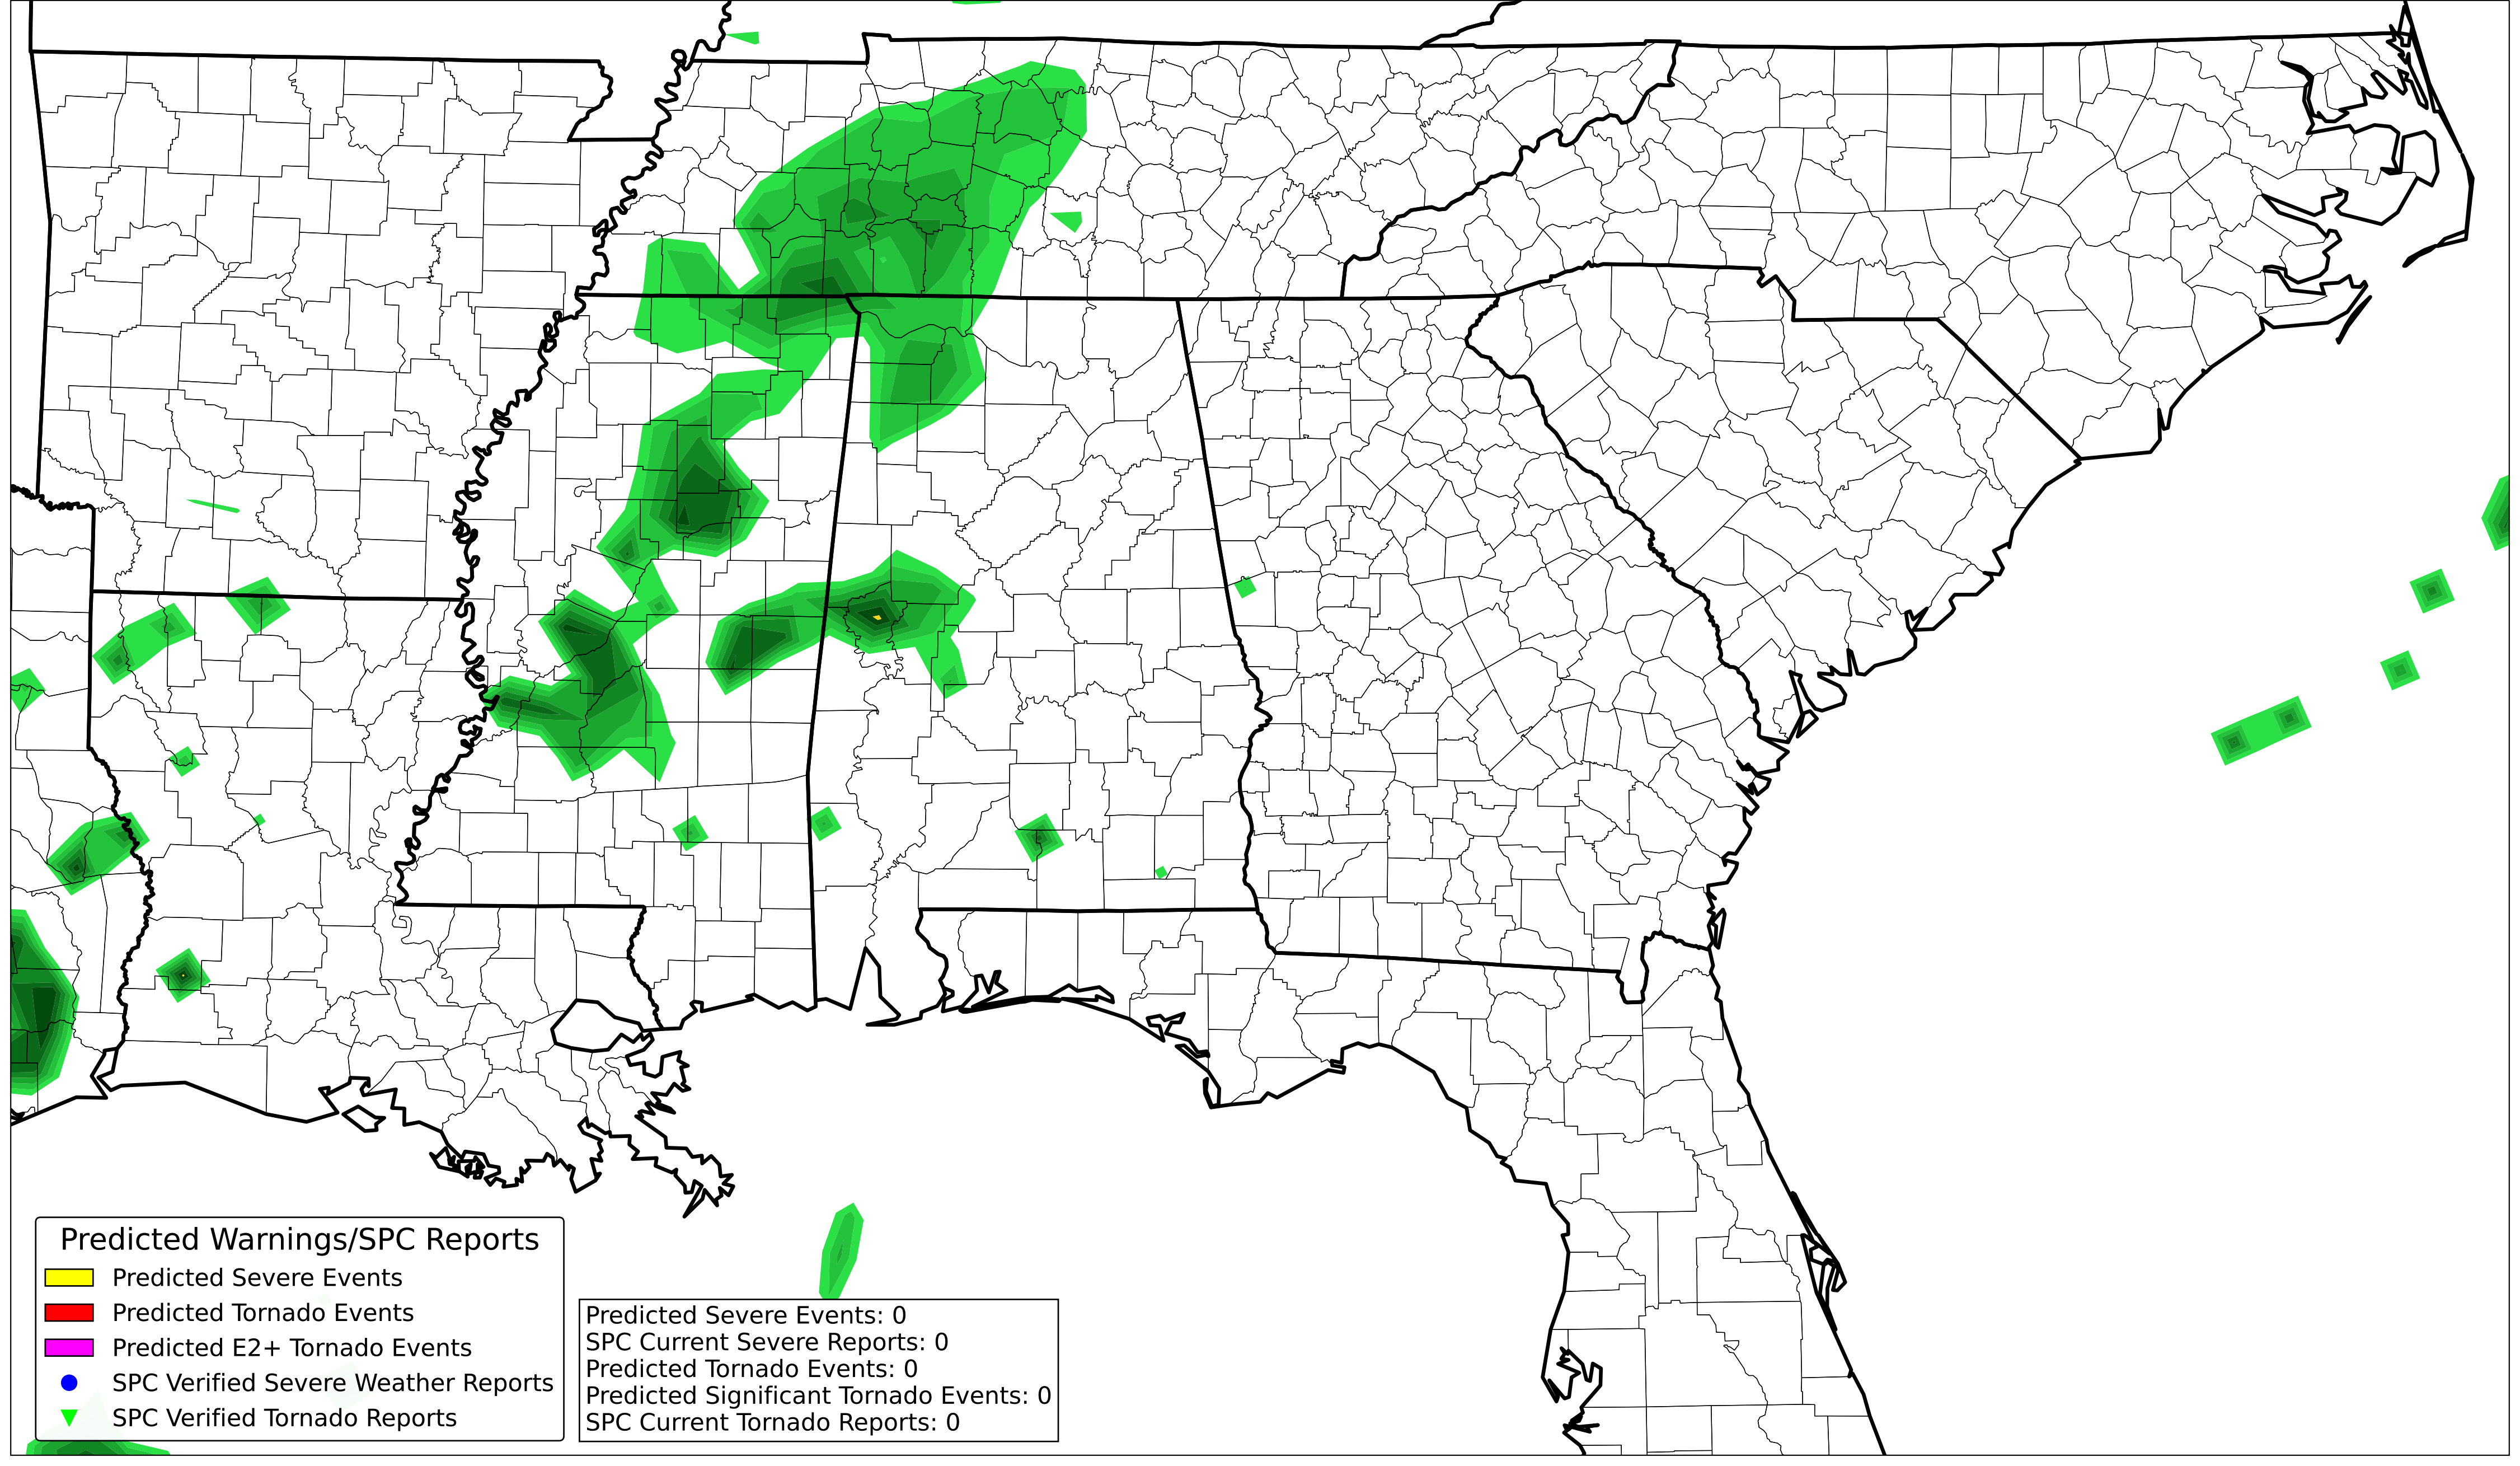 Predicted Warnings/SPC Reports
Predicted Severe Events
Predicted Tornado Events
Predicted E2+ Tornado Events
SPC Verified Severe Weather Reports
SPC Verified Tornado Reports
Predicted Severe Events: 0
SPC Current Severe Reports: 0
Predicted Tornado Events: 0
Predicted Significant Tornado Events: 0
SPC Current Tornado Reports: 0